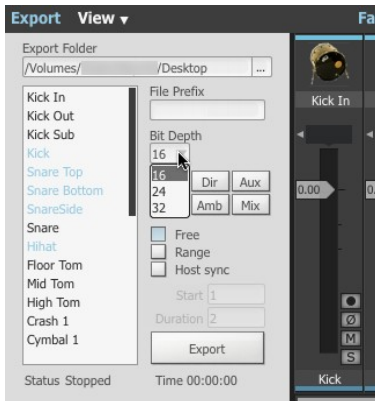 Export View ▼ Fa
Export Folder
/Volumes/ /Desktop ...
File Prefix
Kick In
Kick Out
Kick Sub
Kick
Snare Top
Snare Bottom
SnareSide
Snare
Hihat
Floor Tom
Mid Tom
High Tom
Crash 1
Cymbal 1
Bit Depth
16
16
24
32
Dir Aux
Amb Mix
Free
Range
Host sync
Start 1
Duration 2
Export
Status Stopped Time 00:00:00
Kick In
0.00 0.
Ø
M
S
Kick